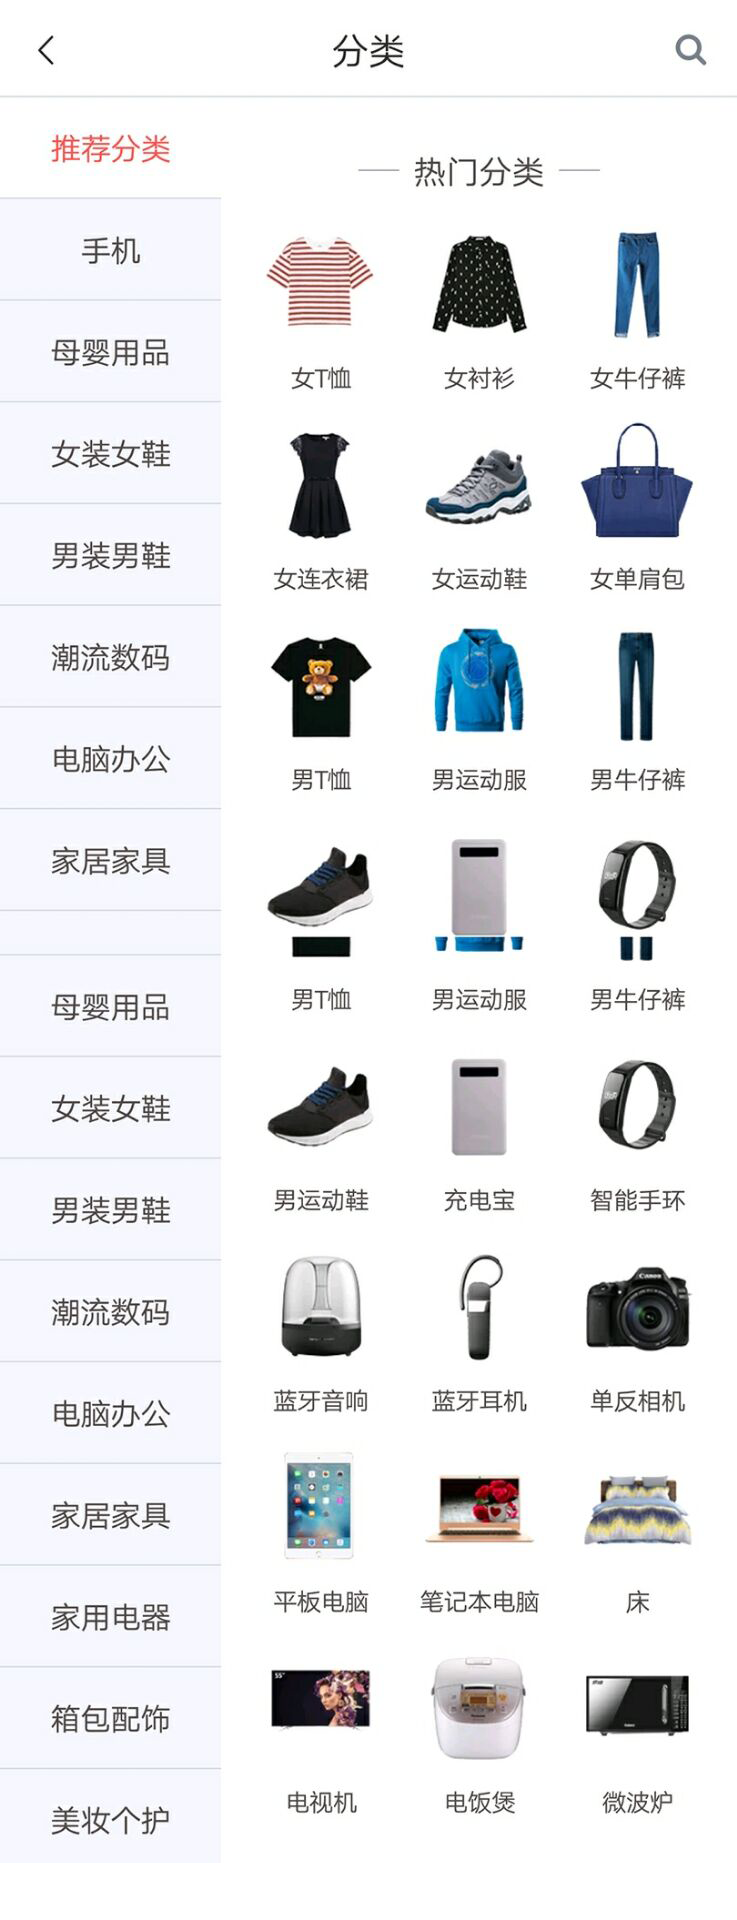 分类
推荐分类
手机
母婴用品
女装女鞋
男装男鞋
潮流数码
电脑办公
家居家具
母婴用品
女装女鞋
男装男鞋
潮流数码
电脑办公
家居家具
家用电器
箱包配饰
美妆个护
热门分类
女T恤 女衬衫 女牛仔裤
女连衣裙 女运动鞋 女单肩包
男T恤 男运动服 男牛仔裤
男T恤 男运动服 男牛仔裤
男运动鞋 充电宝 智能手环
Canon
蓝牙音响 蓝牙耳机 单反相机
平板电脑 笔记本电脑 床
55"
电视机 电饭煲 微波炉